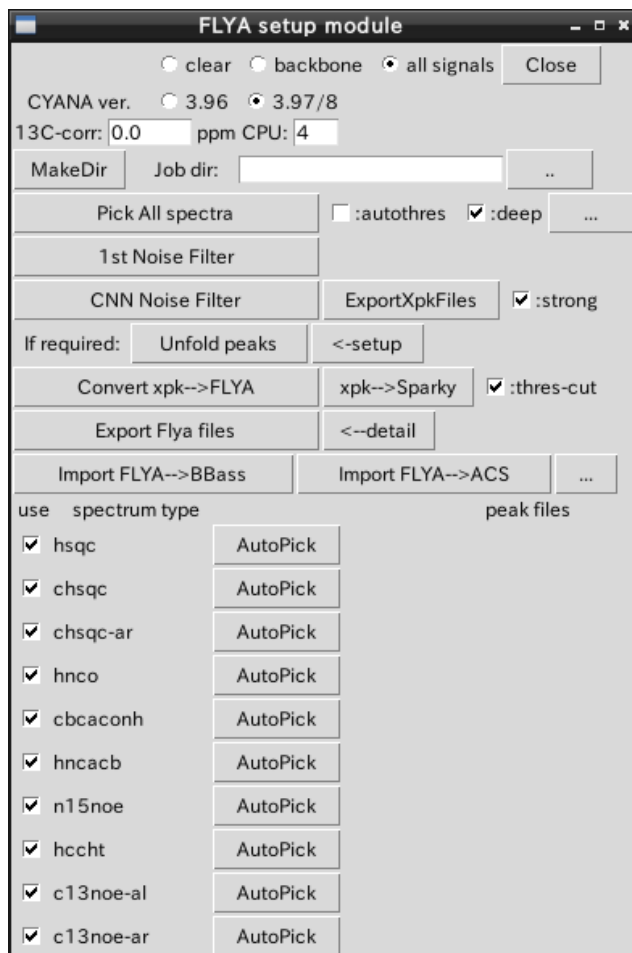 FLYA setup module
clear backbone all signals Close
CYANA ver. 3.96 3.97/8
13C-corr: 0.0 ppm CPU: 4
MakeDir Job dir: ..
Pick All spectra :autothres :deep ...
1st Noise Filter
CNN Noise Filter ExportXpkFiles :strong
If required: Unfold peaks <-setup
Convert xpk-->FLYA xpk-->Sparky :thres-cut
Export Flya files <--detail
Import FLYA-->BBass Import FLYA-->ACS ...
use spectrum type peak files
hsqc AutoPick
chsqc AutoPick
chsqc-ar AutoPick
hnco AutoPick
cbcaconh AutoPick
hncacb AutoPick
n15noe AutoPick
hccht AutoPick
c13noe-al AutoPick
c13noe-ar AutoPick